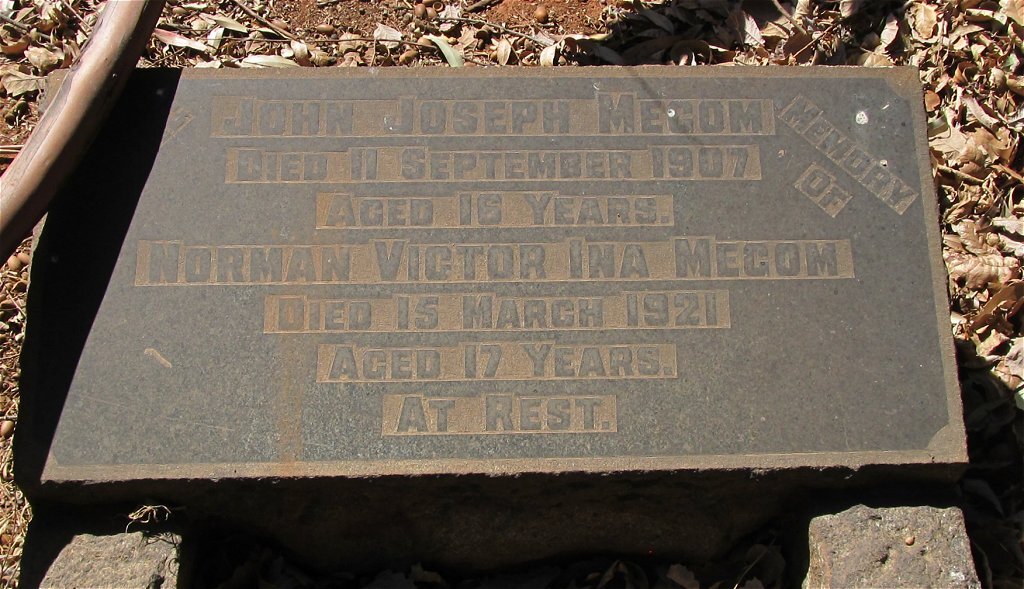 MEMORY
OF
JOHN JOSEPH MECOM
DIED 11 SEPTEMBER 1907
AGED 16 YEARS.
NORMAN VICTOR INA MECOM
DIED 15 MARCH 1921
AGED 17 YEARS.
AT REST.